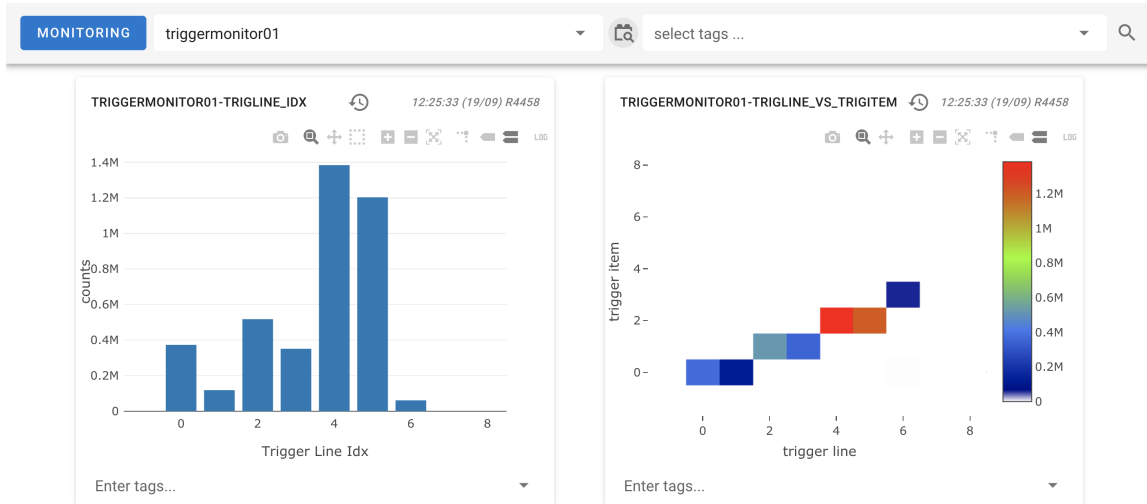 MONITORING
triggermonitor01
select tags ...
TRIGGERMONITOR01-TRIGLINE_IDX
12:25:33 (19/09) R4458
LOG
1.4M
1.2M
1M
0.8M
0.6M
0.4M
0.2M
0
counts
0 2 4 6 8
Trigger Line Idx
Enter tags...
TRIGGERMONITOR01-TRIGLINE_VS_TRIGITEM
12:25:33 (19/09) R4458
LOG
8
6
4
2
0
trigger item
0 2 4 6 8
trigger line
1.2M
1M
0.8M
0.6M
0.4M
0.2M
0
Enter tags...